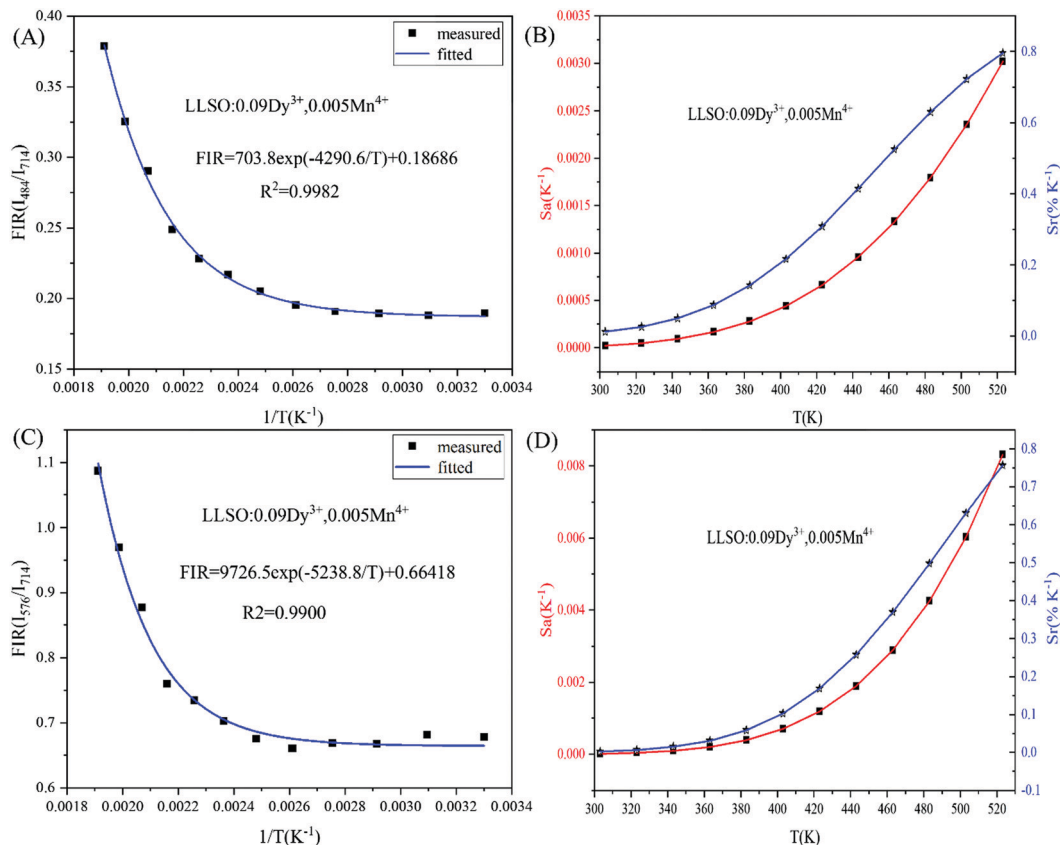 (A)
0.40
0.35
0.30
0.25
0.20
0.15
FIR(I484/I714)
■ measured
— fitted
LLSO:0.09Dy³⁺,0.005Mn⁴⁺
FIR=703.8exp(-4290.6/T)+0.18686
R²=0.9982
0.0018 0.0020 0.0022 0.0024 0.0026 0.0028 0.0030 0.0032 0.0034
1/T(K⁻¹)
(B)
0.0035
0.0030
0.0025
0.0020
0.0015
0.0010
0.0005
0.0000
Sa(K⁻¹)
LLSO:0.09Dy³⁺,0.005Mn⁴⁺
0.8
0.6
0.4
0.2
0.0
Sr(% K⁻¹)
300 320 340 360 380 400 420 440 460 480 500 520
T(K)
(C)
1.1
1.0
0.9
0.8
0.7
0.6
FIR(I576/I714)
■ measured
— fitted
LLSO:0.09Dy³⁺,0.005Mn⁴⁺
FIR=9726.5exp(-5238.8/T)+0.66418
R2=0.9900
0.0018 0.0020 0.0022 0.0024 0.0026 0.0028 0.0030 0.0032 0.0034
1/T(K⁻¹)
(D)
0.008
0.006
0.004
0.002
0.000
Sa(K⁻¹)
LLSO:0.09Dy³⁺,0.005Mn⁴⁺
0.8
0.7
0.6
0.5
0.4
0.3
0.2
0.1
0.0
-0.1
Sr(% K⁻¹)
300 320 340 360 380 400 420 440 460 480 500 520
T(K)